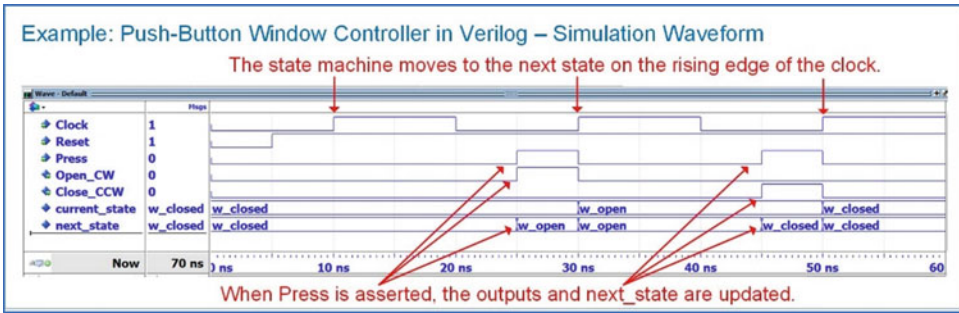 Example: Push-Button Window Controller in Verilog – Simulation Waveform
The state machine moves to the next state on the rising edge of the clock.
Wave - Default
Msgs
Clock 1
Reset 1
Press 0
Open_CW 0
Close_CCW 0
current_state w_closed w_closed w_open w_closed
next_state w_closed w_closed w_open w_open w_closed w_closed
Now 70 ns 0 ns 10 ns 20 ns 30 ns 40 ns 50 ns 60
When Press is asserted, the outputs and next_state are updated.